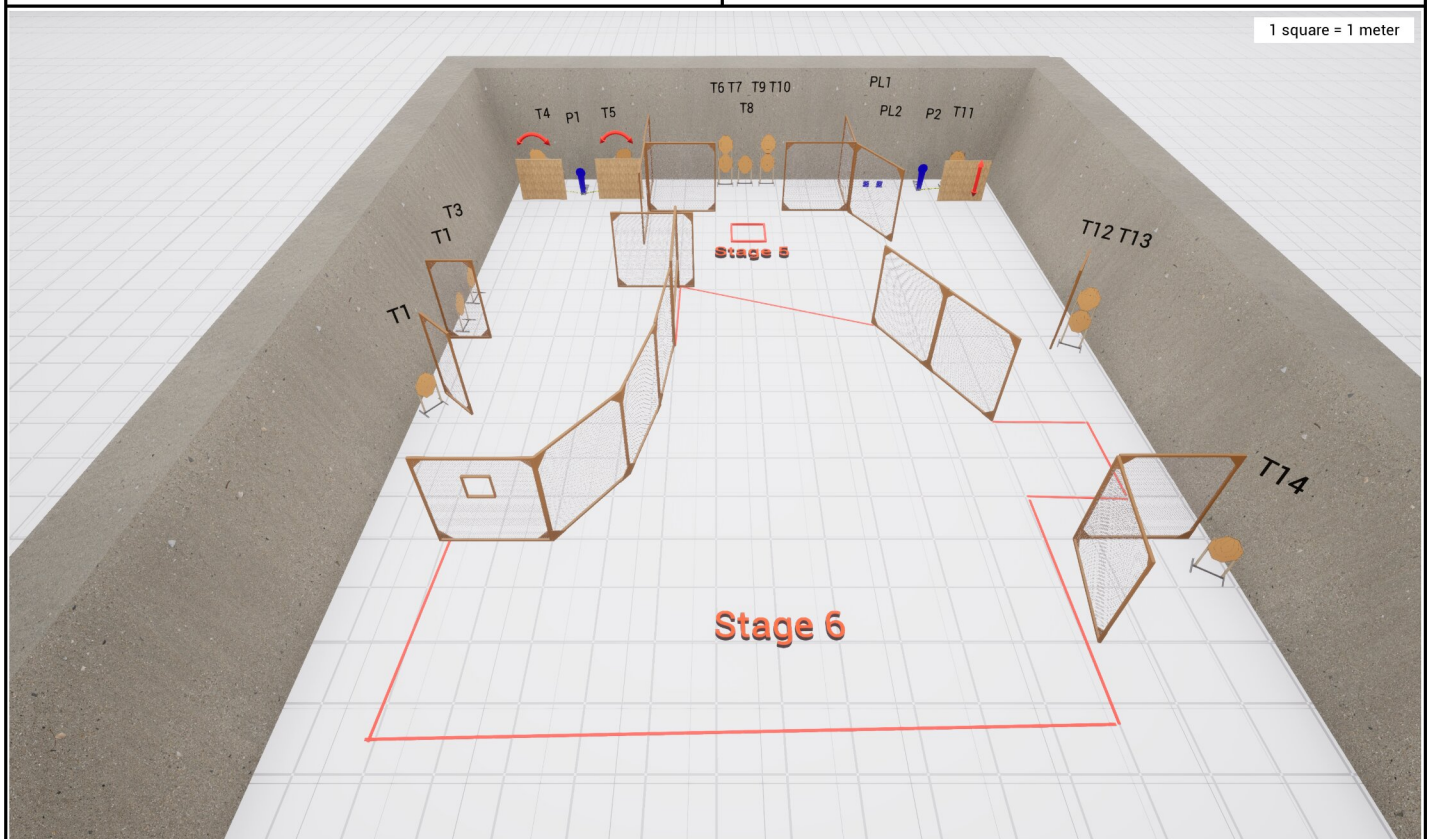 1 square = 1 meter
T6 T7 T9 T10
PL1
T4 P1 T5 T8 PL2 P2 T11
T3
T1
T12 T13
Stage 5
T1
T14
Stage 6